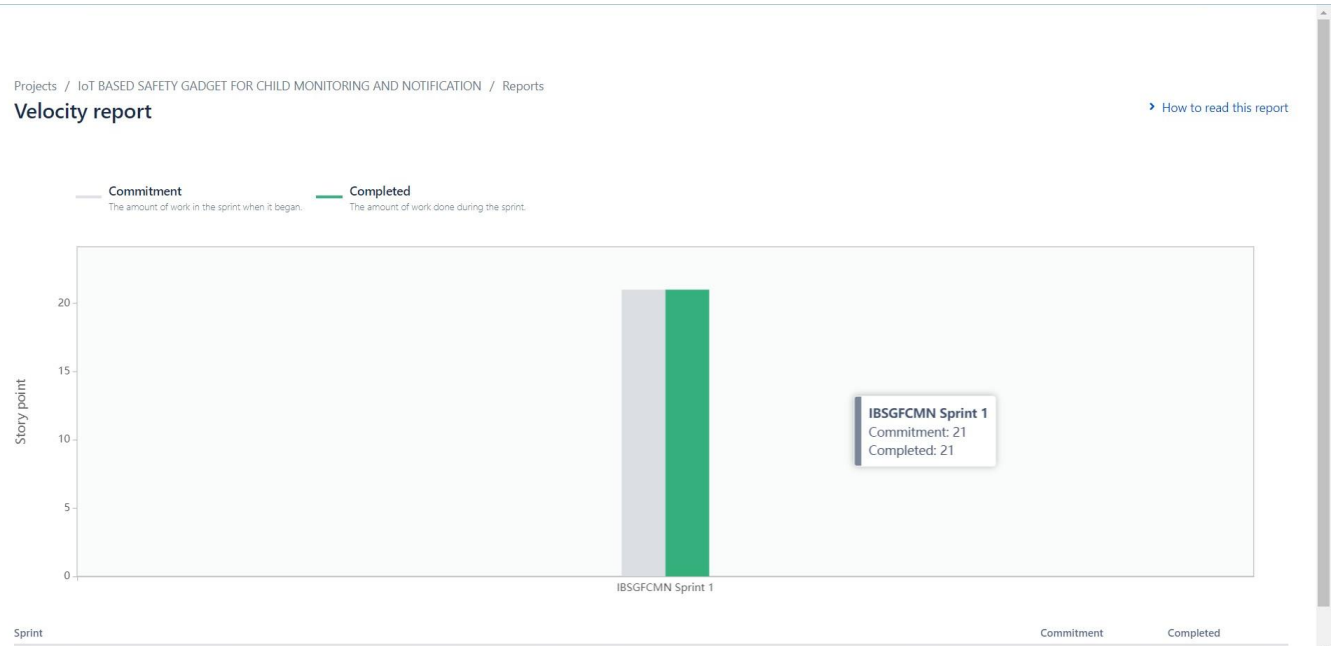 Projects / IoT BASED SAFETY GADGET FOR CHILD MONITORING AND NOTIFICATION / Reports
Velocity report
How to read this report
Commitment
The amount of work in the sprint when it began.
Completed
The amount of work done during the sprint.
20
15
10
5
0
Story point
IBSGFCMN Sprint 1
Commitment: 21
Completed: 21
IBSGFCMN Sprint 1
Sprint Commitment Completed